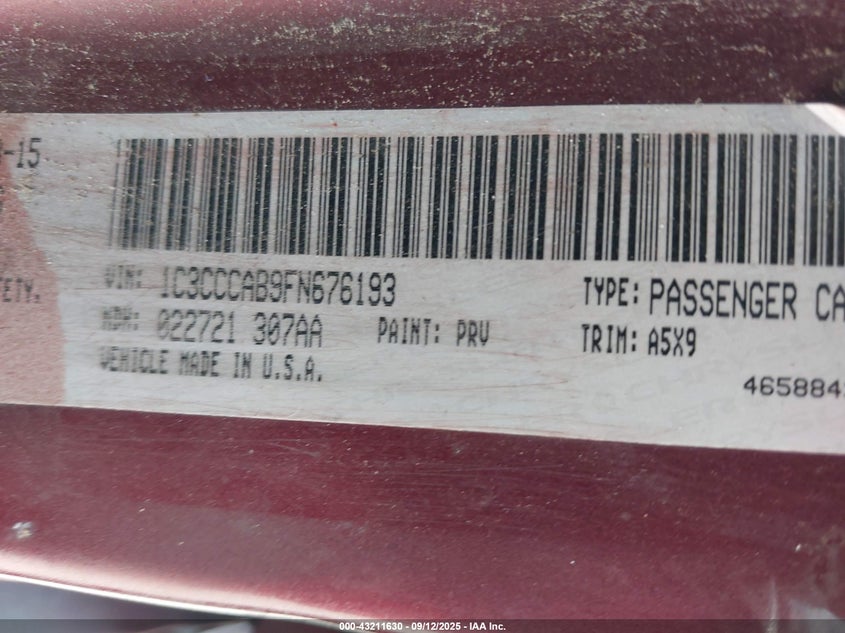 -15
VIN: 1C3CCCAB9FN676193
TYPE: PASSENGER CA
ETY.
MDH: 022721 307AA
PAINT: PRV
TRIM: A5X9
VEHICLE MADE IN U.S.A.
465884
000-43211630 - 09/12/2025 - IAA Inc.